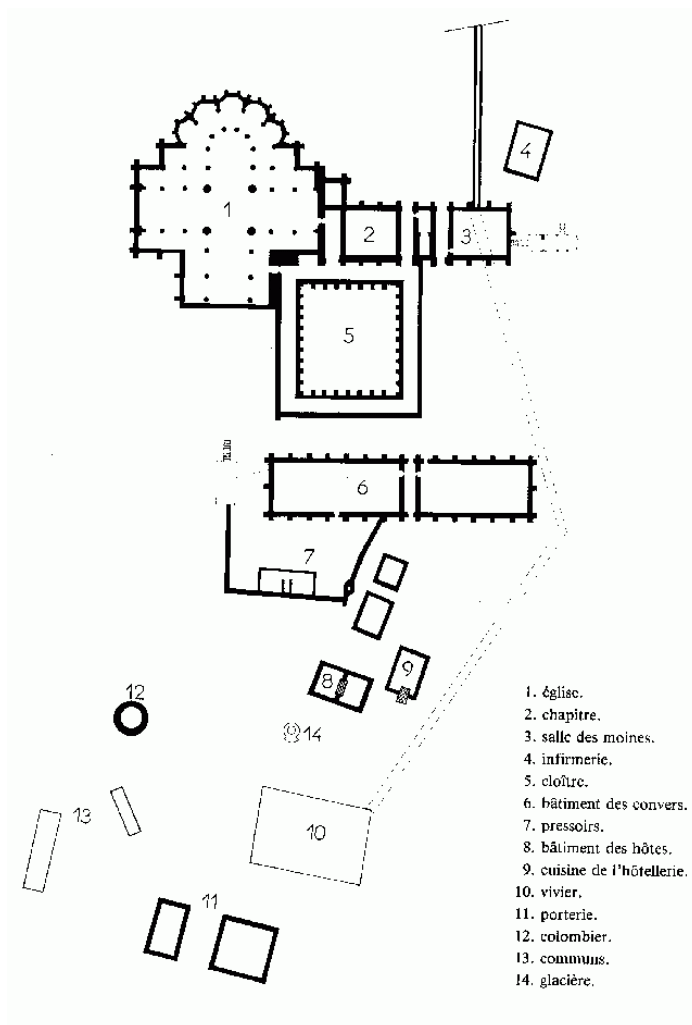 4
1
2
3
5
6
7
9
8
12
14
13
10
11
1. église.
2. chapitre.
3. salle des moines.
4. infirmerie.
5. cloître.
6. bâtiment des convers.
7. pressoirs.
8. bâtiment des hôtes.
9. cuisine de l'hôtellerie.
10. vivier.
11. porterie.
12. colombier.
13. communs.
14. glacière.